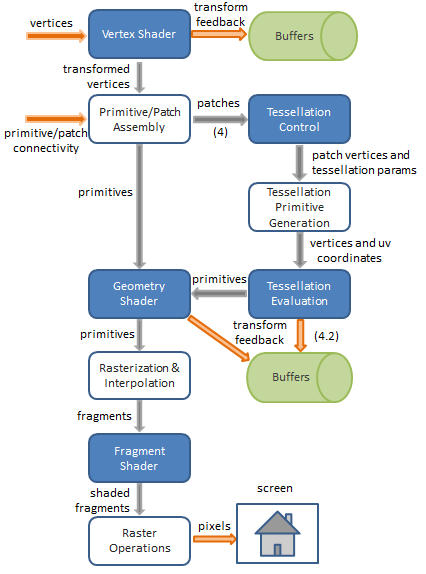 vertices
Vertex Shader
transform
feedback
Buffers
transformed
vertices
primitive/patch
connectivity
Primitive/Patch
Assembly
patches
(4)
Tessellation
Control
patch vertices and
tessellation params
primitives
Tessellation
Primitive
Generation
vertices and uv
coordinates
Geometry
Shader
primitives
Tessellation
Evaluation
primitives
transform
feedback
(4.2)
Buffers
Rasterization &
Interpolation
fragments
Fragment
Shader
shaded
fragments
Raster
Operations
pixels
screen